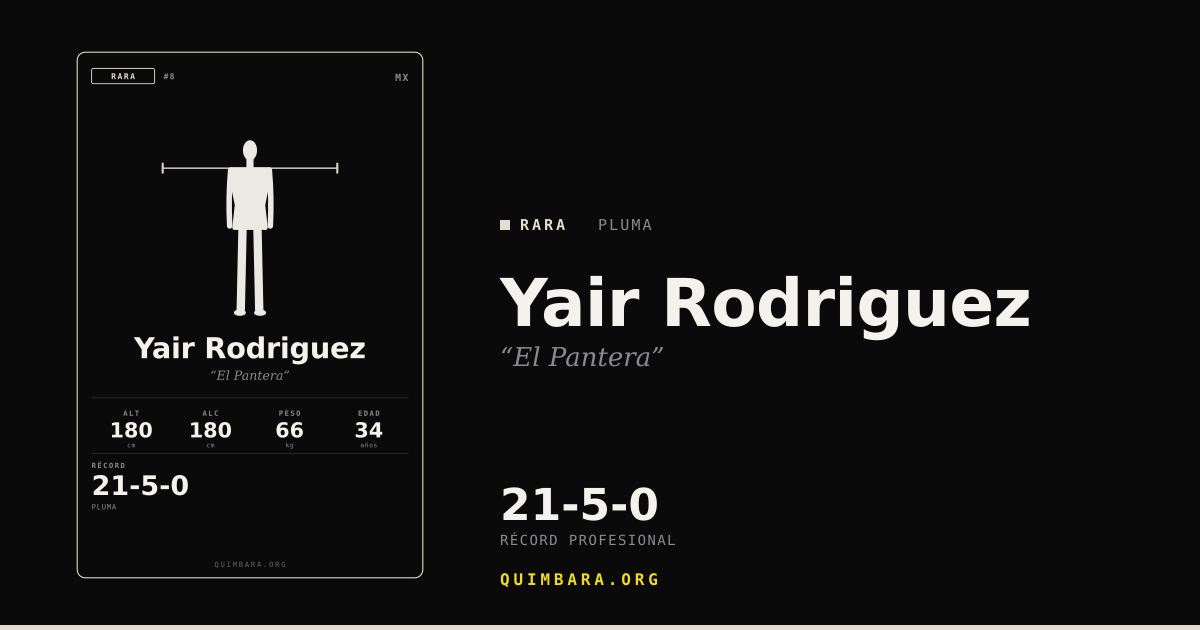 RARA #8 MX
Yair Rodriguez
“El Pantera”
ALT ALC PESO EDAD
180 180 66 34
cm cm kg años
RÉCORD
21-5-0
PLUMA
QUIMBARA.ORG
RARA PLUMA
Yair Rodriguez
“El Pantera”
21-5-0
RÉCORD PROFESIONAL
QUIMBARA.ORG